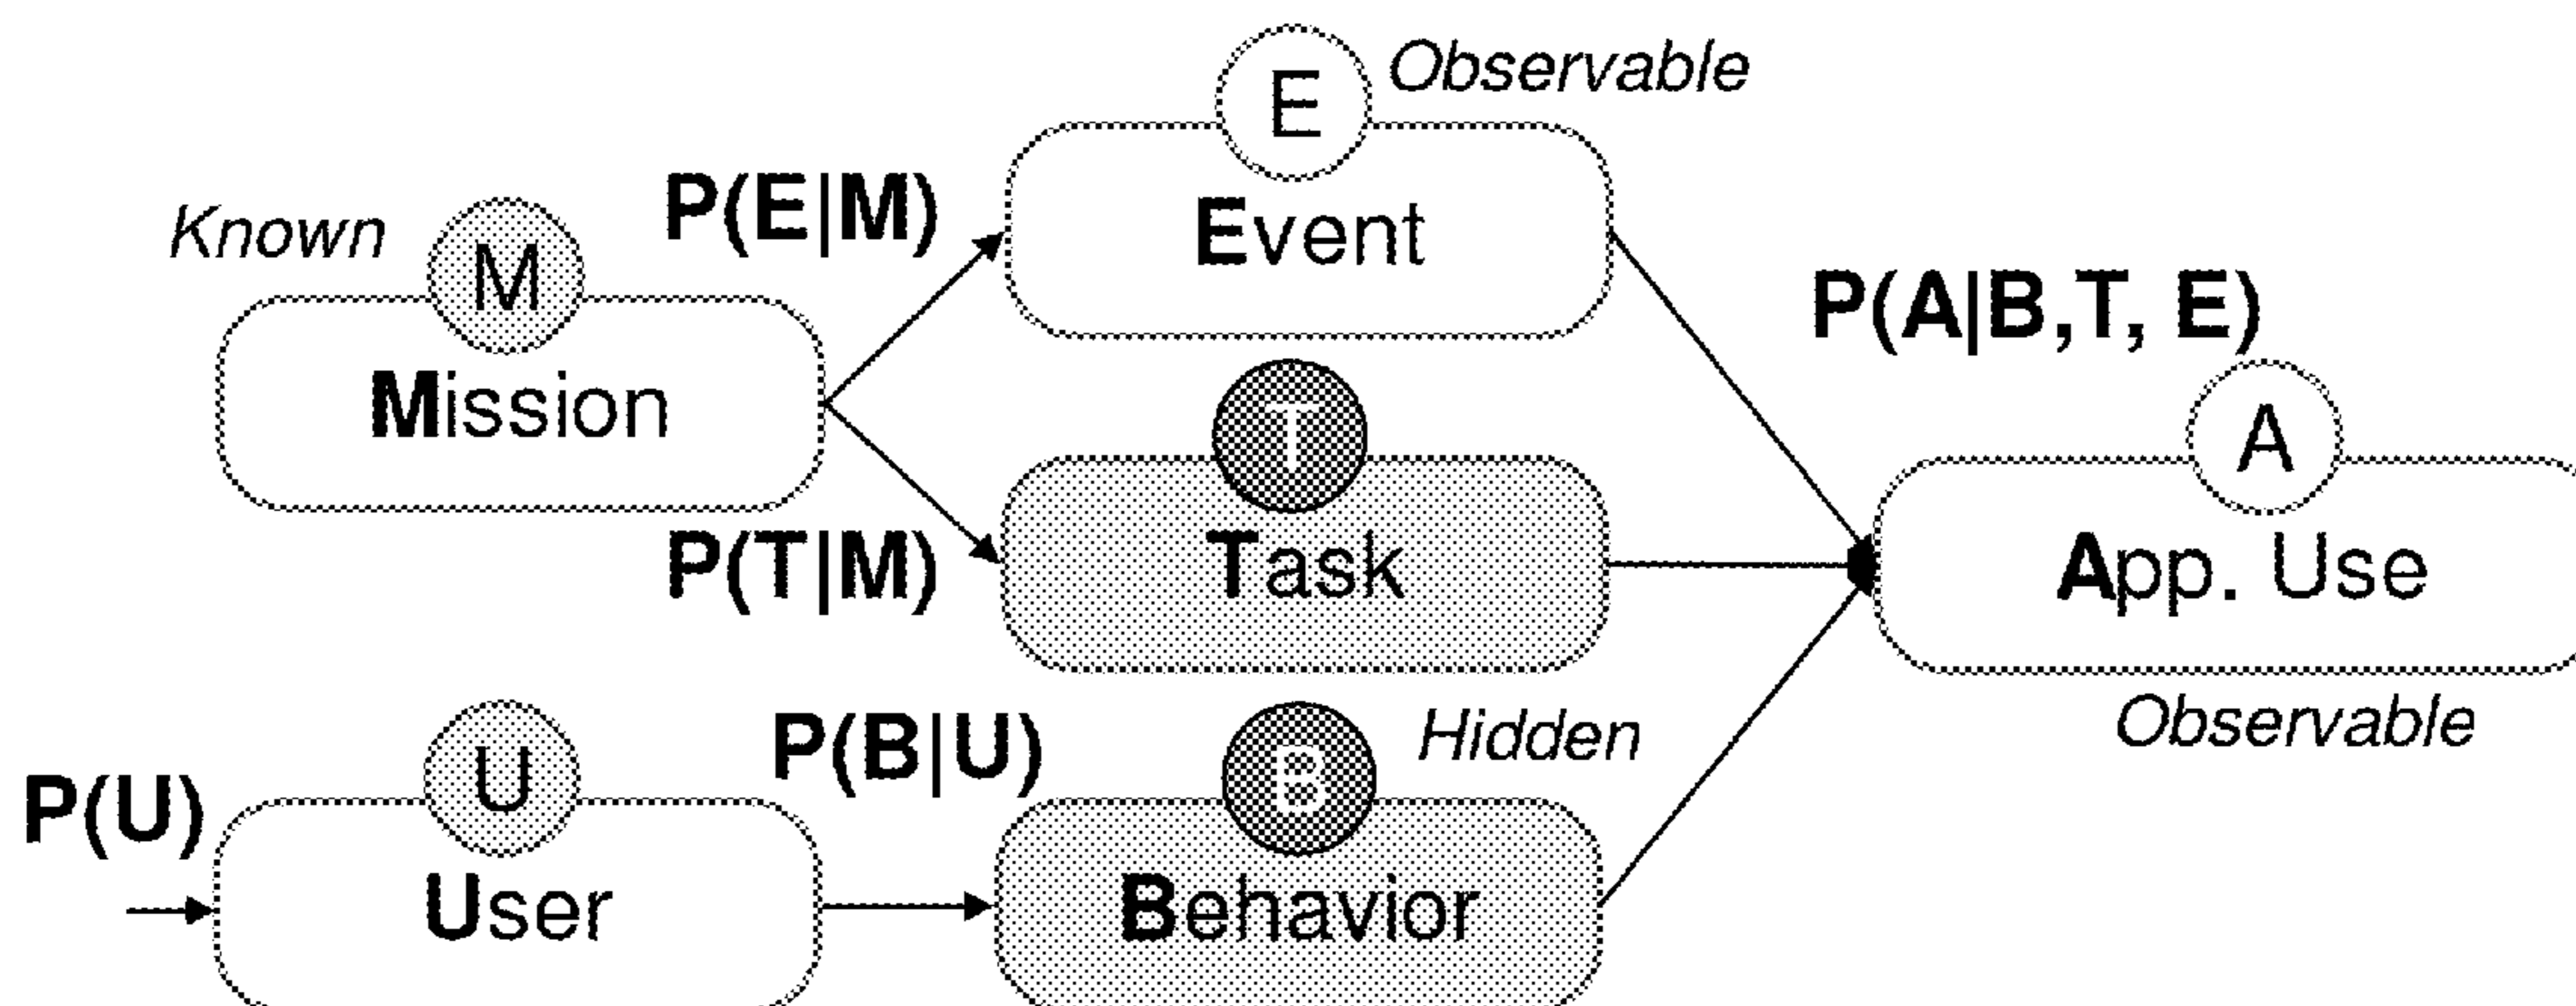 E
Observable
Known
M
P(E|M)
Event
Mission
P(A|B,T, E)
T
A
P(T|M)
Task
App. Use
Observable
P(U)
U
P(B|U)
B
Hidden
User
Behavior